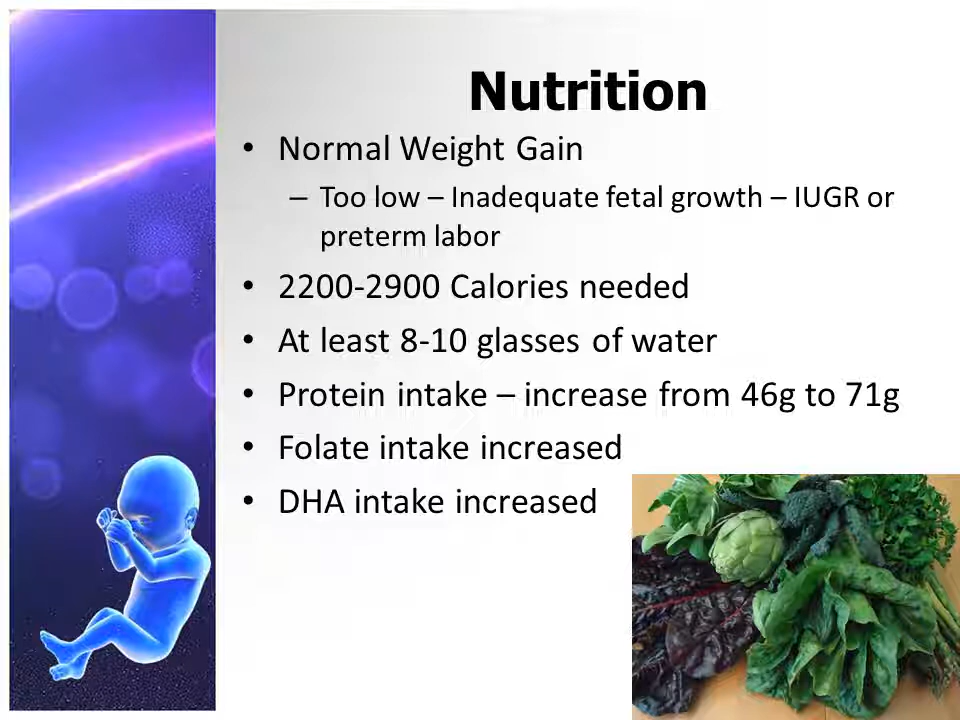 Nutrition
• Normal Weight Gain
– Too low – Inadequate fetal growth – IUGR or
preterm labor
• 2200-2900 Calories needed
• At least 8-10 glasses of water
• Protein intake – increase from 46g to 71g
• Folate intake increased
• DHA intake increased